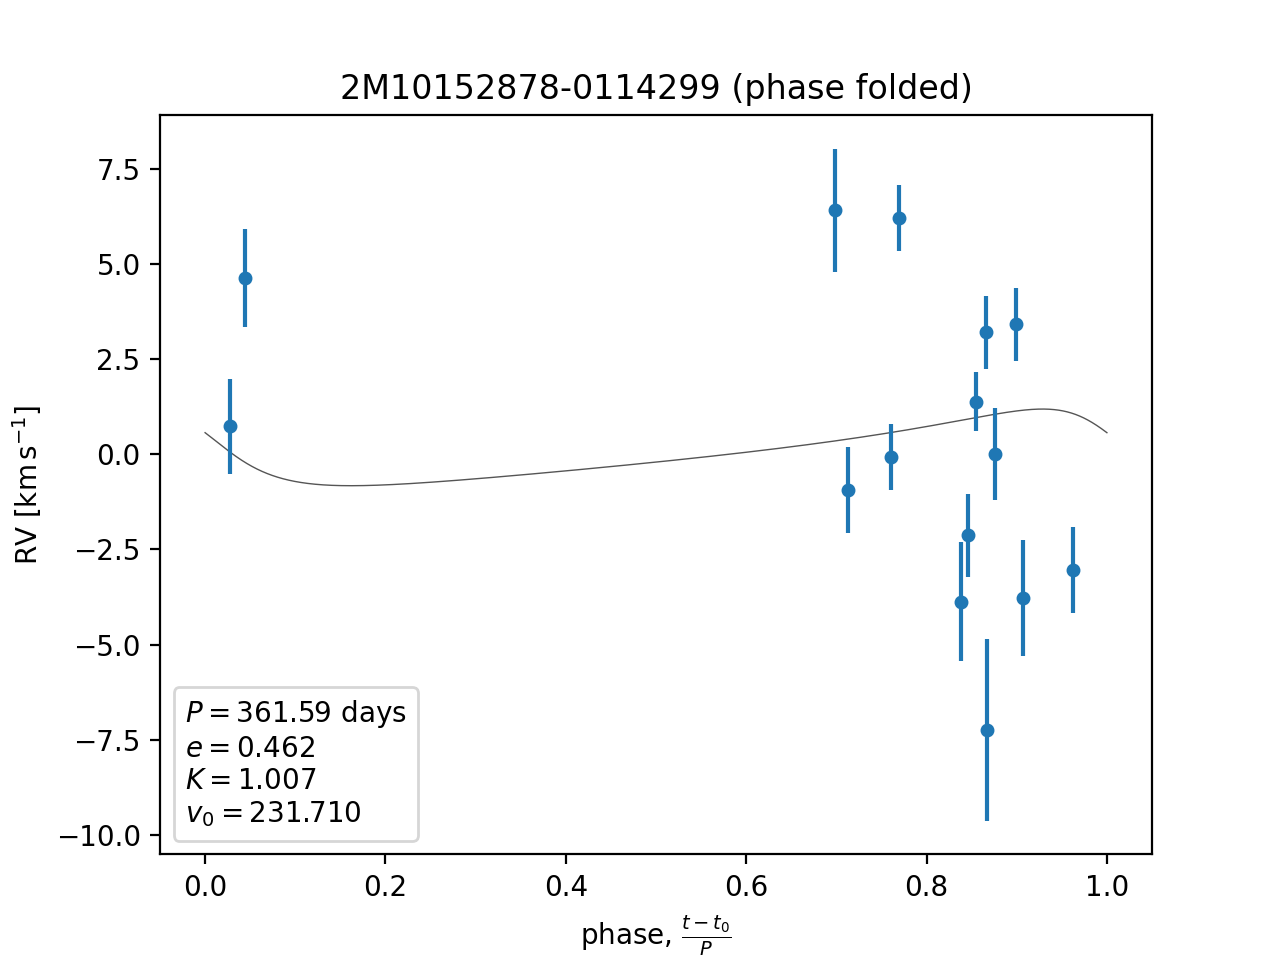 2M10152878-0114299 (phase folded)
7.5
5.0
2.5
0.0
−2.5
−5.0
−7.5
−10.0
RV [km s⁻¹]
P = 361.59 days
e = 0.462
K = 1.007
v₀ = 231.710
0.0 0.2 0.4 0.6 0.8 1.0
phase, (t − t₀)/P